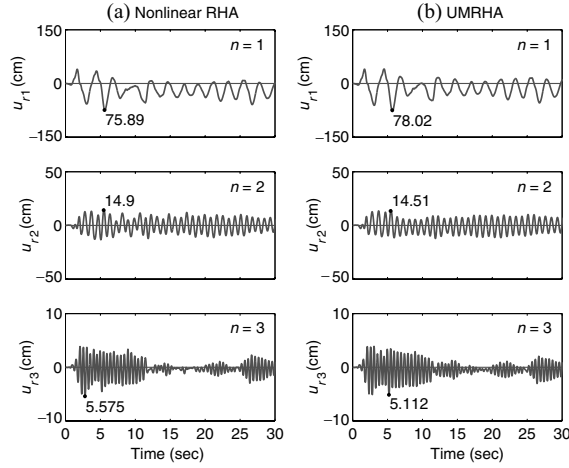 (a) Nonlinear RHA
(b) UMRHA
150
0
−150
u_r1 (cm)
n = 1
75.89
150
0
−150
u_r1 (cm)
n = 1
78.02
50
0
−50
u_r2 (cm)
n = 2
14.9
50
0
−50
u_r2 (cm)
n = 2
14.51
10
0
−10
u_r3 (cm)
n = 3
5.575
0 5 10 15 20 25 30
Time (sec)
10
0
−10
u_r3 (cm)
n = 3
5.112
0 5 10 15 20 25 30
Time (sec)